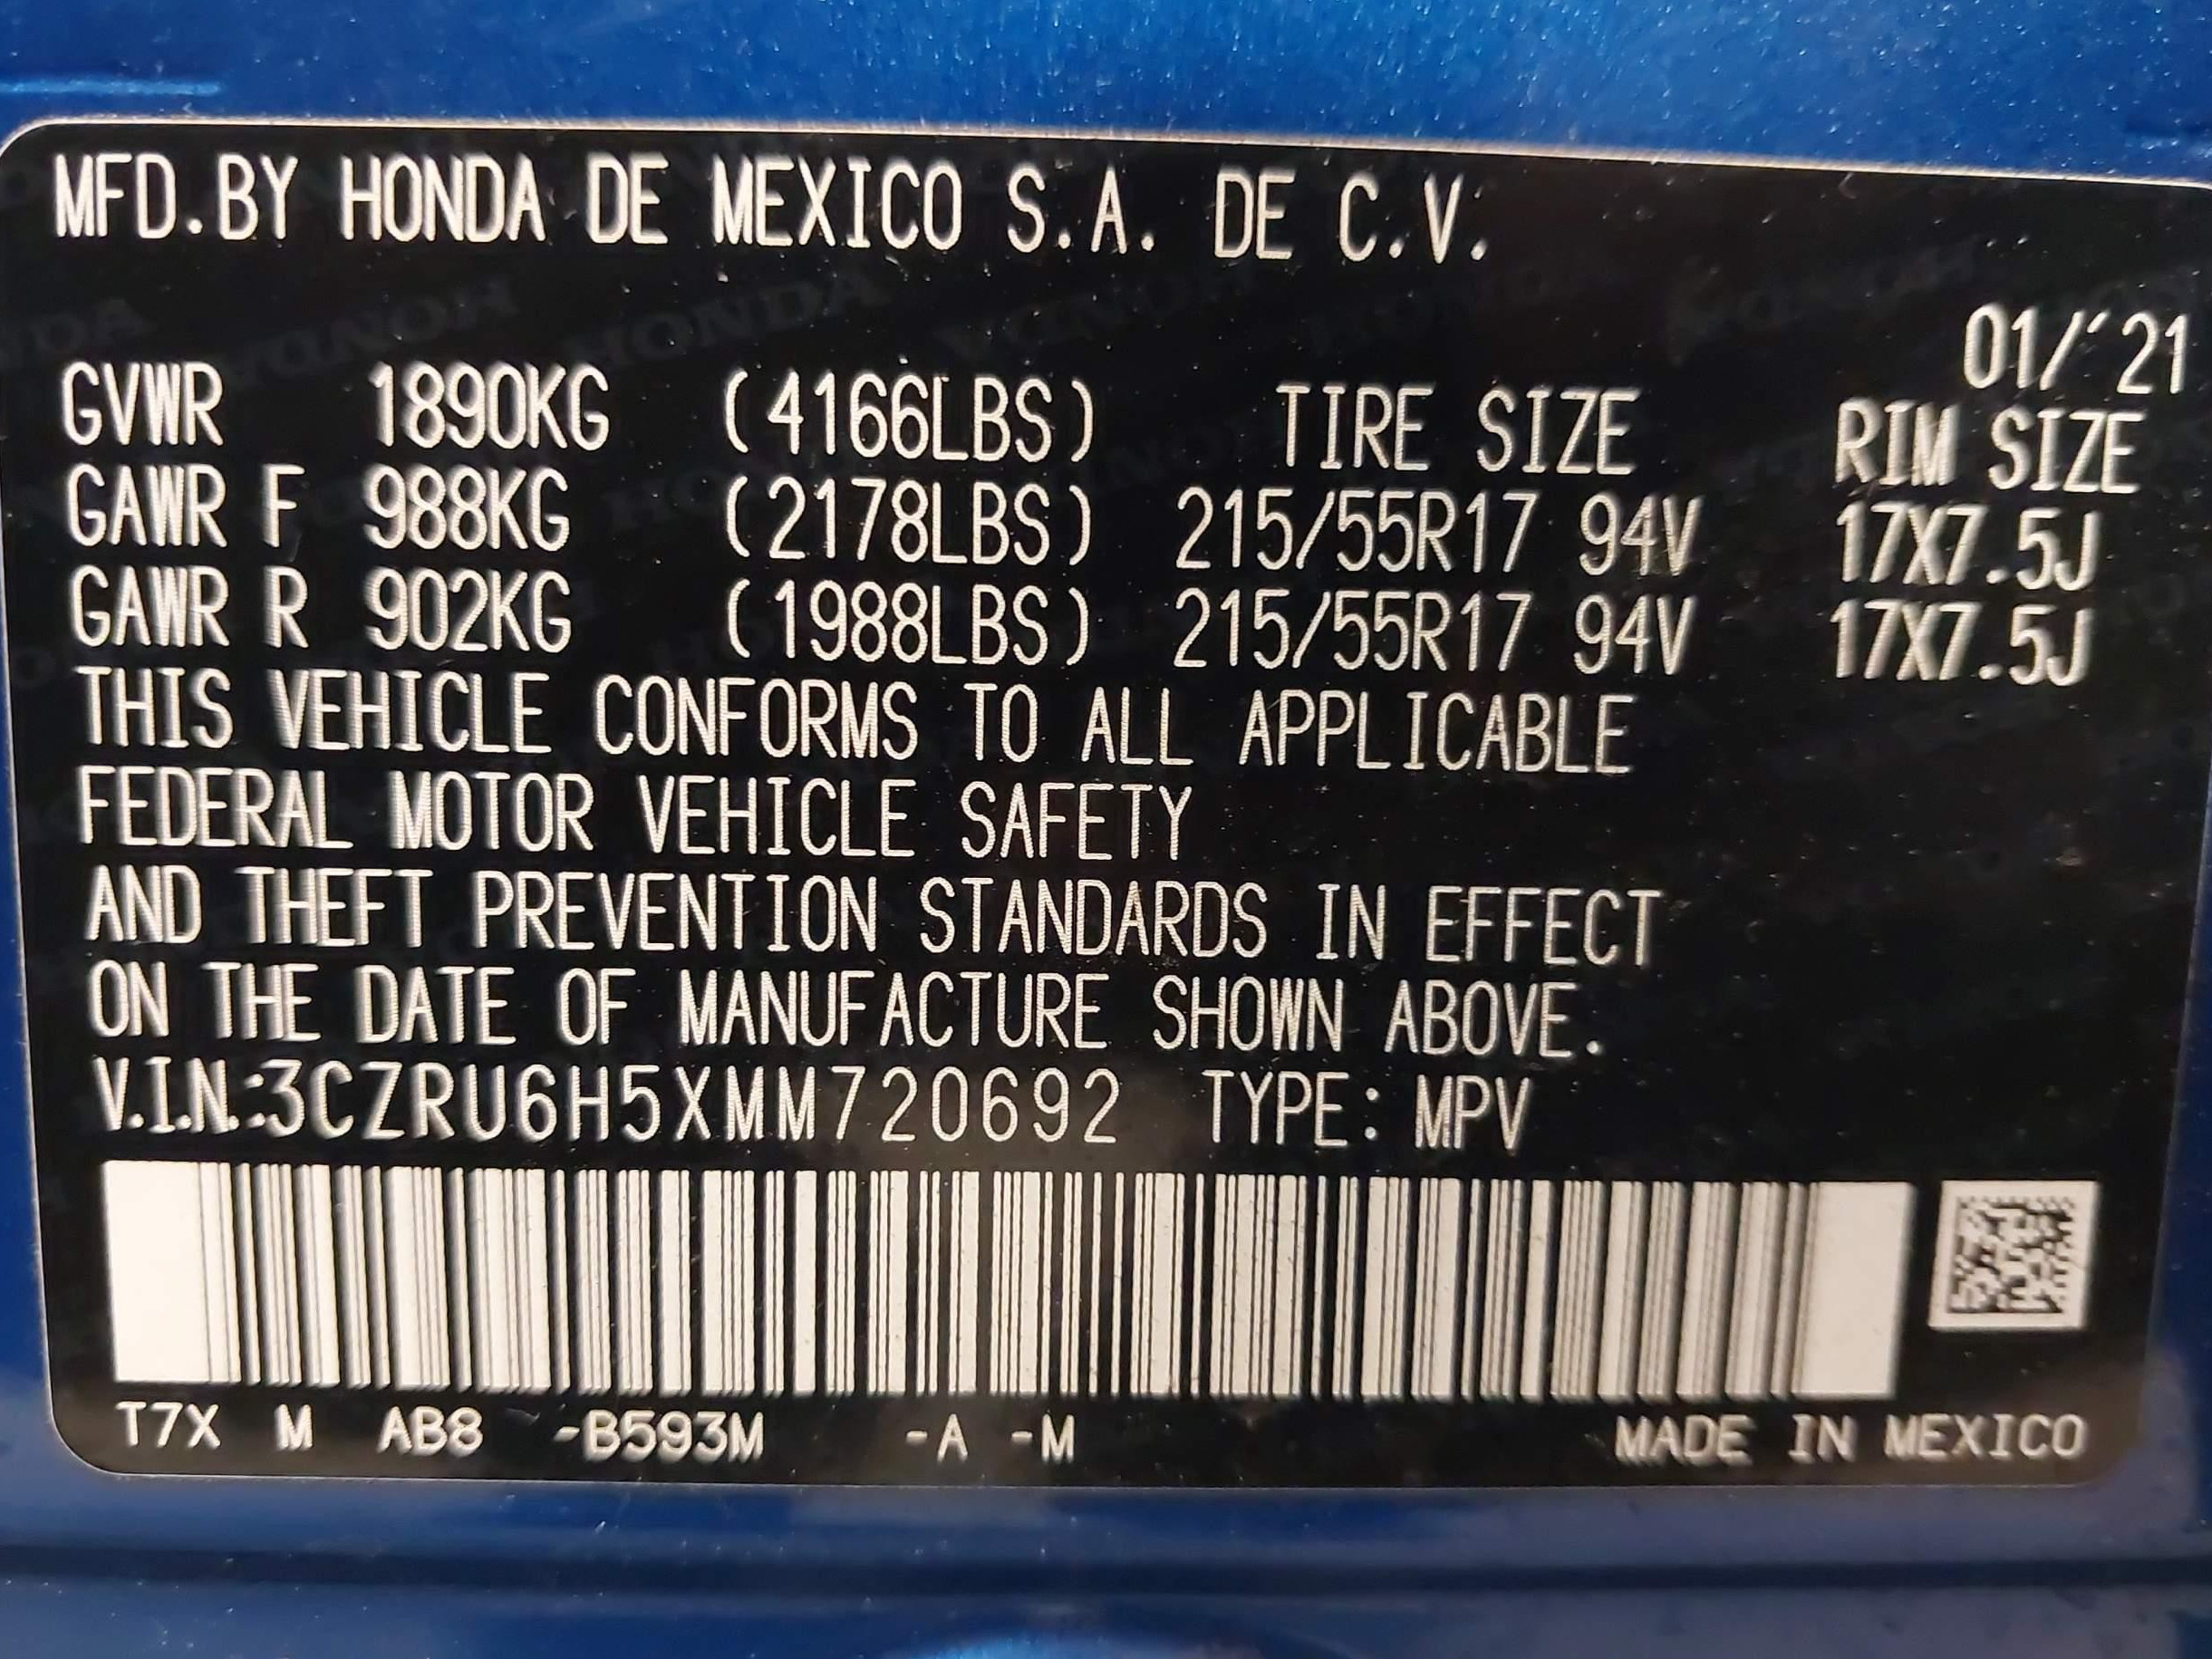 MFD.BY HONDA DE MEXICO S.A. DE C.V.
01/'21
GVWR 1890KG (4166LBS) TIRE SIZE RIM SIZE
GAWR F 988KG (2178LBS) 215/55R17 94V 17X7.5J
GAWR R 902KG (1988LBS) 215/55R17 94V 17X7.5J
THIS VEHICLE CONFORMS TO ALL APPLICABLE
FEDERAL MOTOR VEHICLE SAFETY
AND THEFT PREVENTION STANDARDS IN EFFECT
ON THE DATE OF MANUFACTURE SHOWN ABOVE.
V.I.N.:3CZRU6H5XMM720692 TYPE: MPV
T7X M AB8 -B593M -A -M MADE IN MEXICO